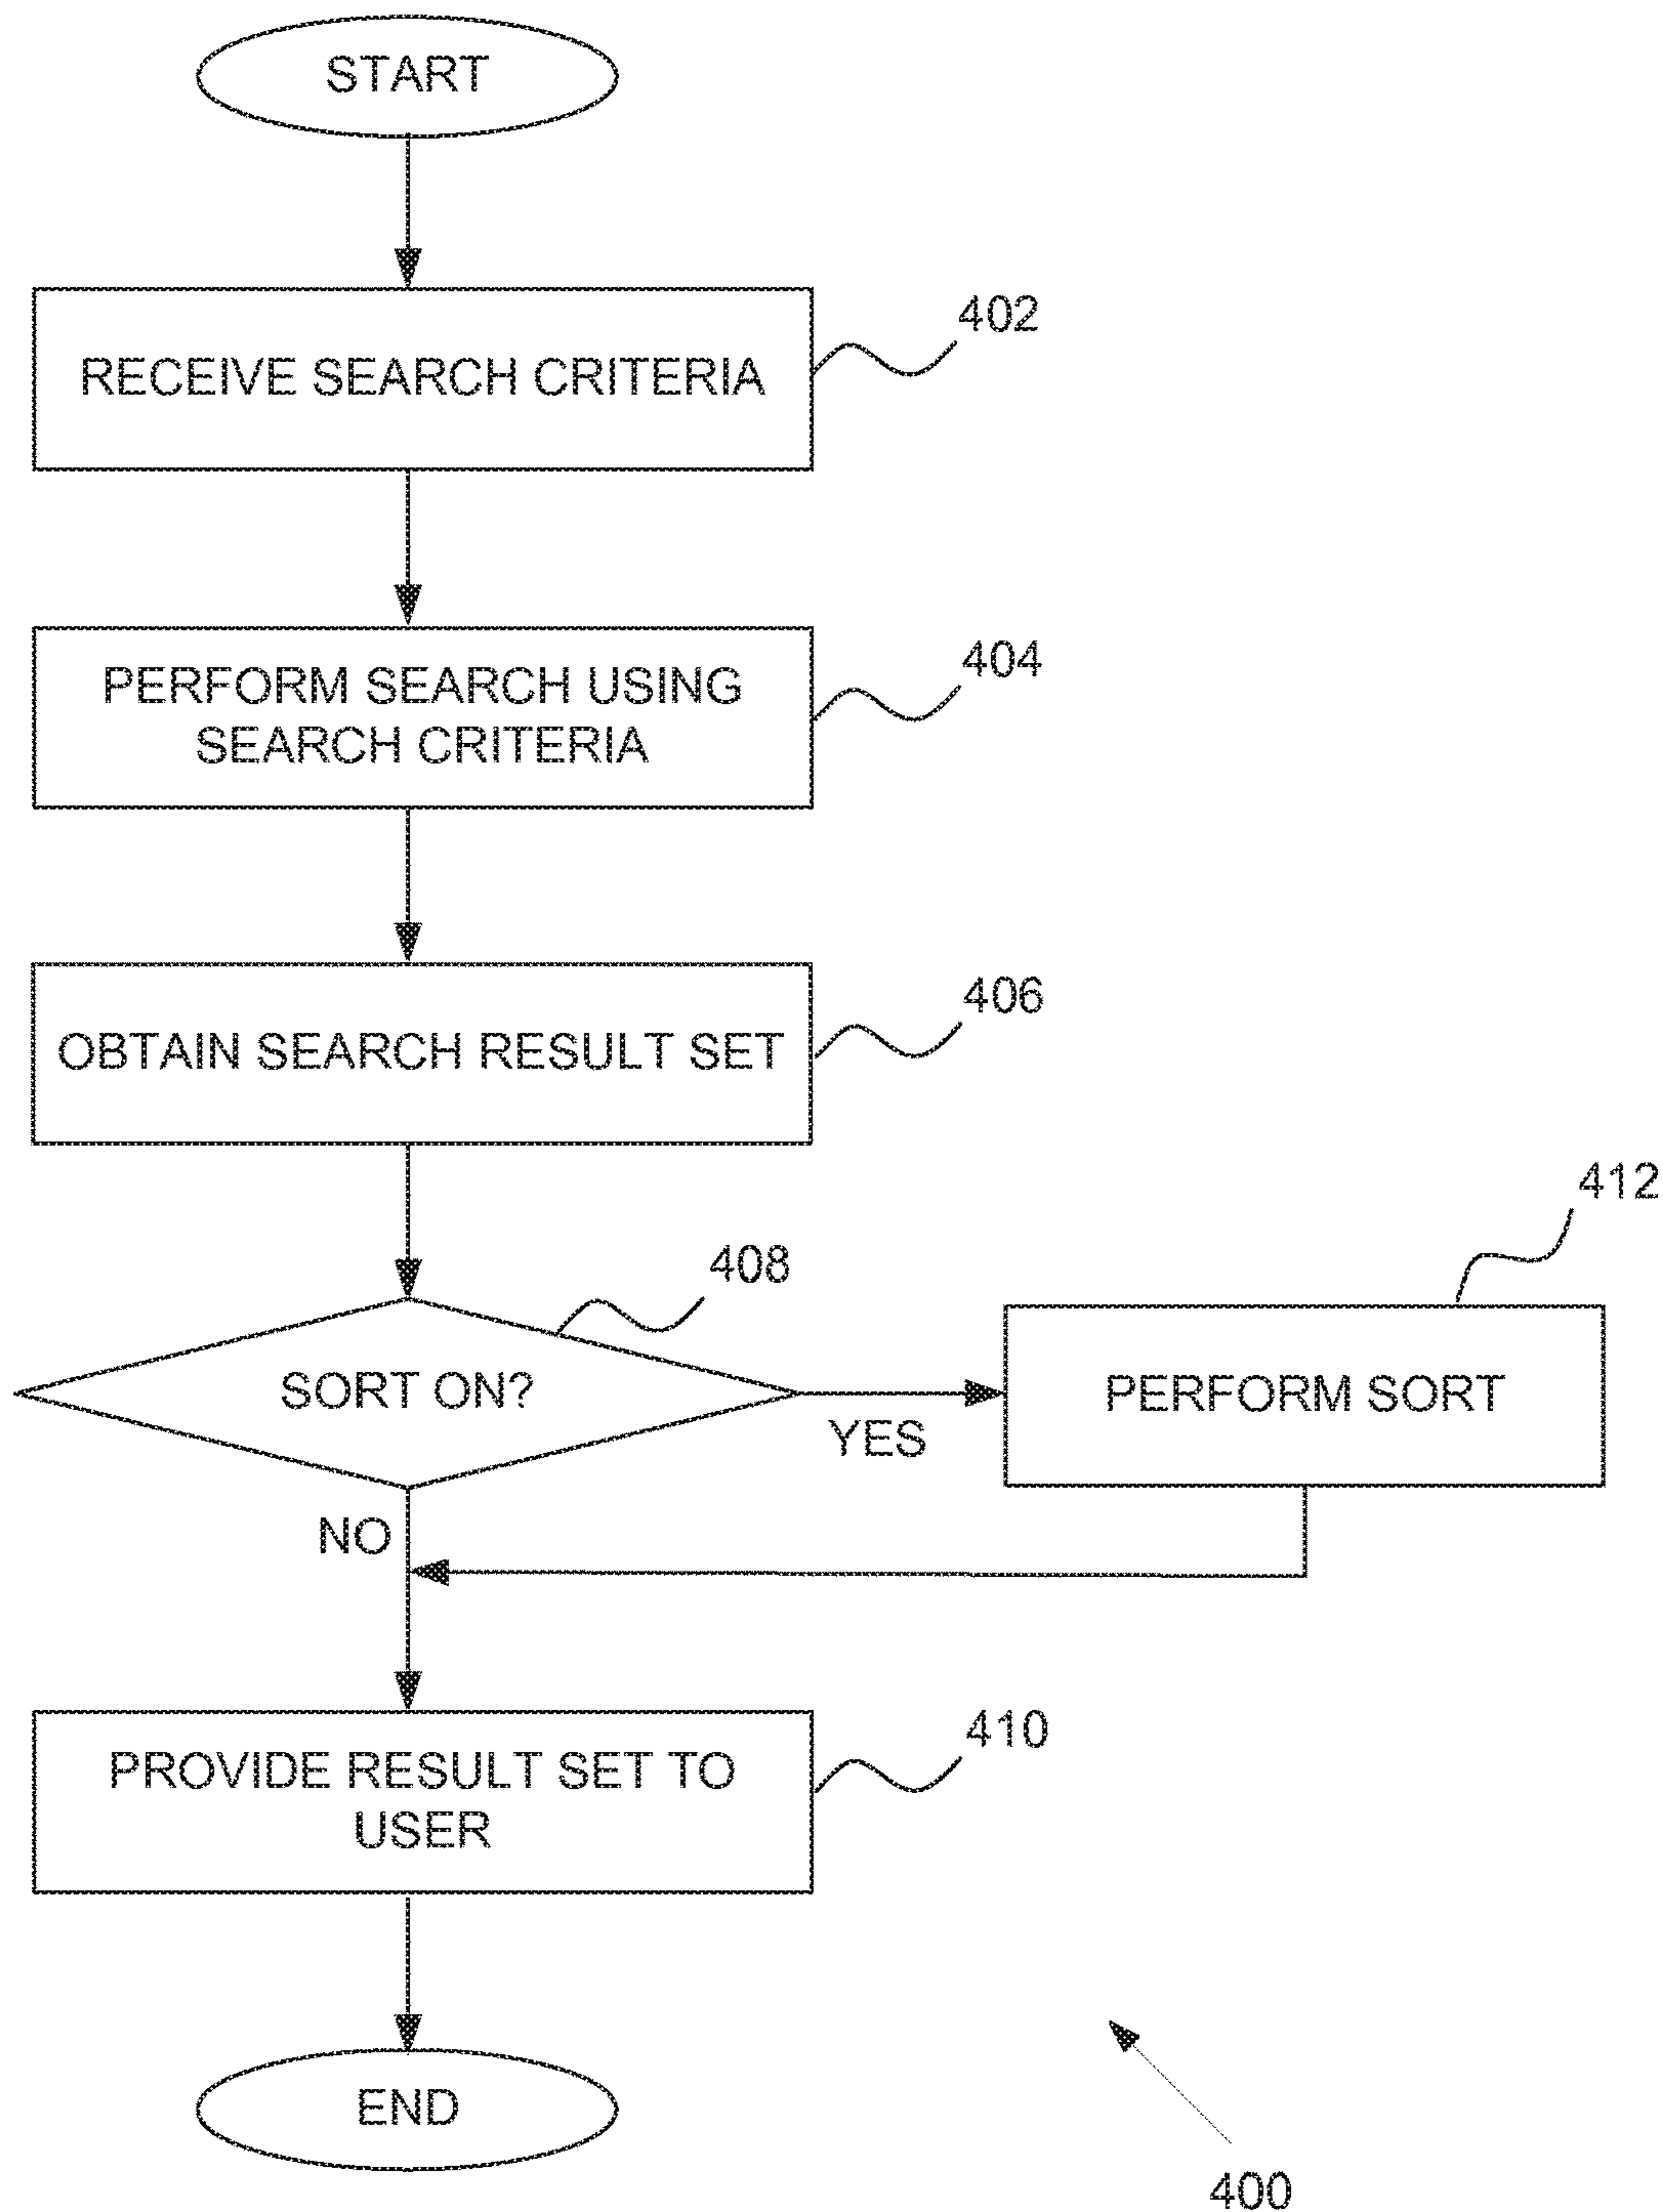 START
402
RECEIVE SEARCH CRITERIA
404
PERFORM SEARCH USING
SEARCH CRITERIA
406
OBTAIN SEARCH RESULT SET
412
408
SORT ON?
PERFORM SORT
YES
NO
410
PROVIDE RESULT SET TO
USER
END
400